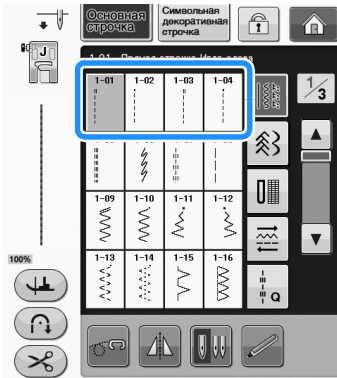 Основная строчка
Символьная декоративная строчка
J
1/3
1-01 1-02 1-03 1-04
1-09 1-10 1-11 1-12
100%
1-13 1-14 1-15 1-16
Q